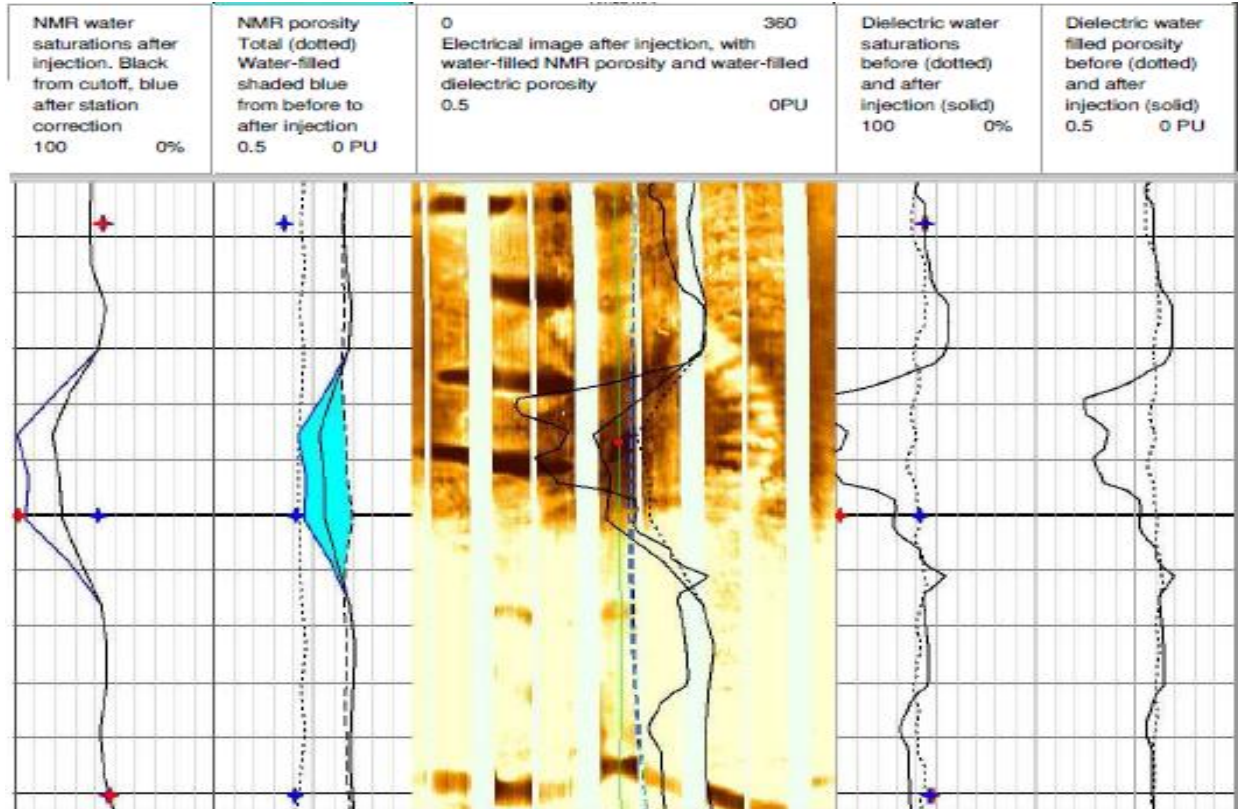 NMR water
saturations after
injection. Black
from cutoff, blue
after station
correction
100 0%
NMR porosity
Total (dotted)
Water-filled
shaded blue
from before to
after injection
0.5 0 PU
0 360
Electrical image after injection, with
water-filled NMR porosity and water-filled
dielectric porosity
0.5 0PU
Dielectric water
saturations
before (dotted)
and after
injection (solid)
100 0%
Dielectric water
filled porosity
before (dotted)
and after
injection (solid)
0.5 0 PU